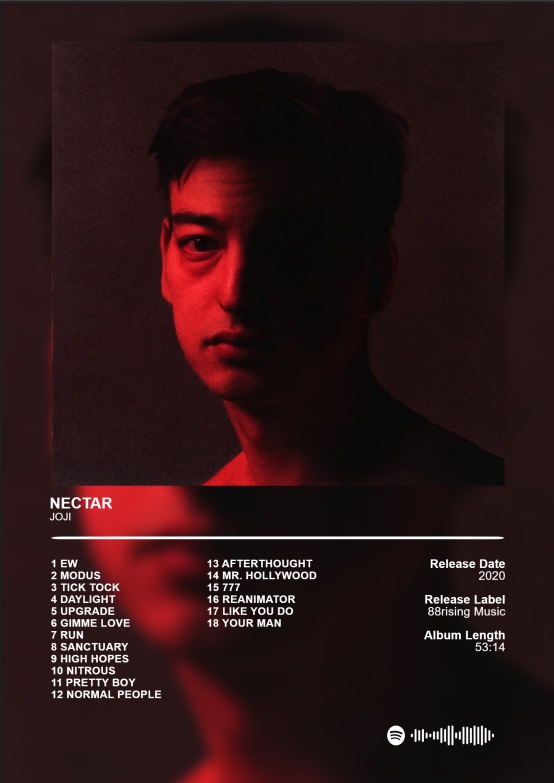 NECTAR
JOJI
1 EW
2 MODUS
3 TICK TOCK
4 DAYLIGHT
5 UPGRADE
6 GIMME LOVE
7 RUN
8 SANCTUARY
9 HIGH HOPES
10 NITROUS
11 PRETTY BOY
12 NORMAL PEOPLE
13 AFTERTHOUGHT
14 MR. HOLLYWOOD
15 777
16 REANIMATOR
17 LIKE YOU DO
18 YOUR MAN
Release Date
2020
Release Label
88rising Music
Album Length
53:14